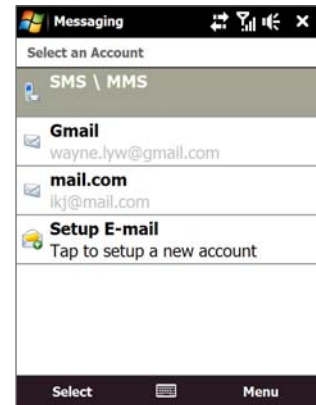 Messaging
Select an Account
SMS \ MMS
Gmail
wayne.lyw@gmail.com
mail.com
ikj@mail.com
Setup E-mail
Tap to setup a new account
Select Menu